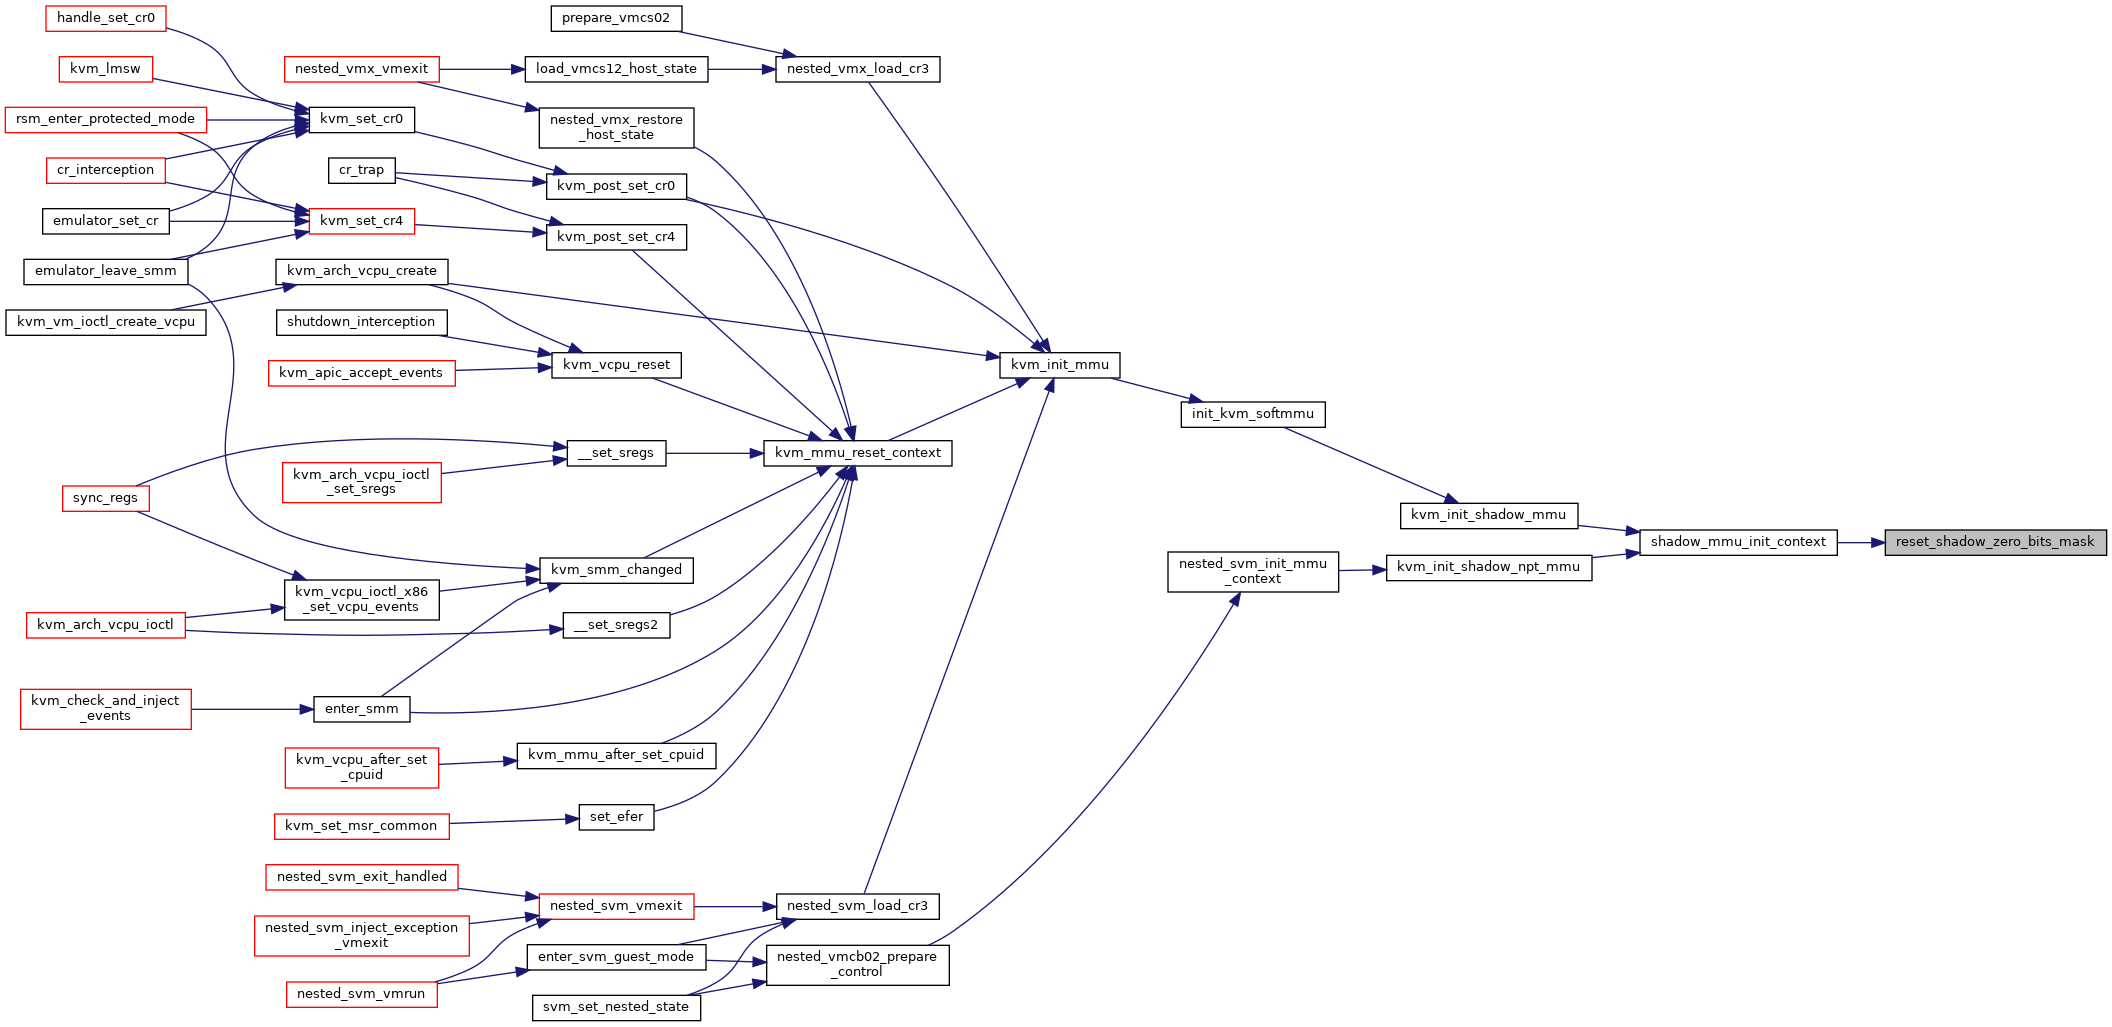 handle_set_cr0
prepare_vmcs02
kvm_lmsw
nested_vmx_vmexit
load_vmcs12_host_state
nested_vmx_load_cr3
rsm_enter_protected_mode
kvm_set_cr0
nested_vmx_restore
_host_state
cr_interception
cr_trap
kvm_post_set_cr0
emulator_set_cr
kvm_set_cr4
kvm_post_set_cr4
emulator_leave_smm
kvm_arch_vcpu_create
kvm_vm_ioctl_create_vcpu
shutdown_interception
kvm_apic_accept_events
kvm_vcpu_reset
kvm_init_mmu
init_kvm_softmmu
__set_sregs
kvm_mmu_reset_context
kvm_arch_vcpu_ioctl
_set_sregs
sync_regs
kvm_init_shadow_mmu
shadow_mmu_init_context
reset_shadow_zero_bits_mask
kvm_smm_changed
nested_svm_init_mmu
_context
kvm_init_shadow_npt_mmu
kvm_vcpu_ioctl_x86
_set_vcpu_events
kvm_arch_vcpu_ioctl
__set_sregs2
kvm_check_and_inject
_events
enter_smm
kvm_vcpu_after_set
_cpuid
kvm_mmu_after_set_cpuid
kvm_set_msr_common
set_efer
nested_svm_exit_handled
nested_svm_vmexit
nested_svm_load_cr3
nested_svm_inject_exception
_vmexit
enter_svm_guest_mode
nested_vmcb02_prepare
_control
nested_svm_vmrun
svm_set_nested_state